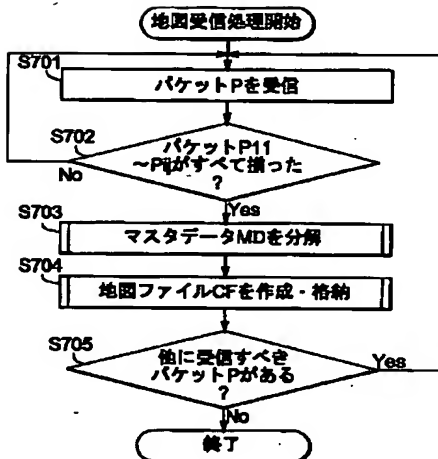 地図受信処理開始
S701
パケットPを受信
S702
パケットP11
～Pijがすべて揃った
?
No
Yes
S703
マスタデータMDを分解
S704
地図ファイルCFを作成・格納
S705
他に受信すべき
パケットPがある
?
Yes
No
終了